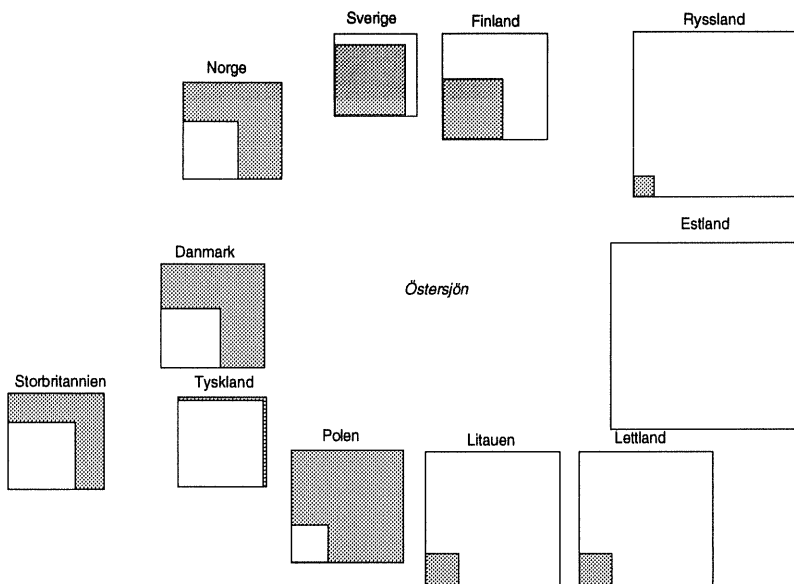 Sverige
Finland
Ryssland
Norge
Estland
Danmark
Östersjön
Storbritannien
Tyskland
Polen
Litauen
Lettland